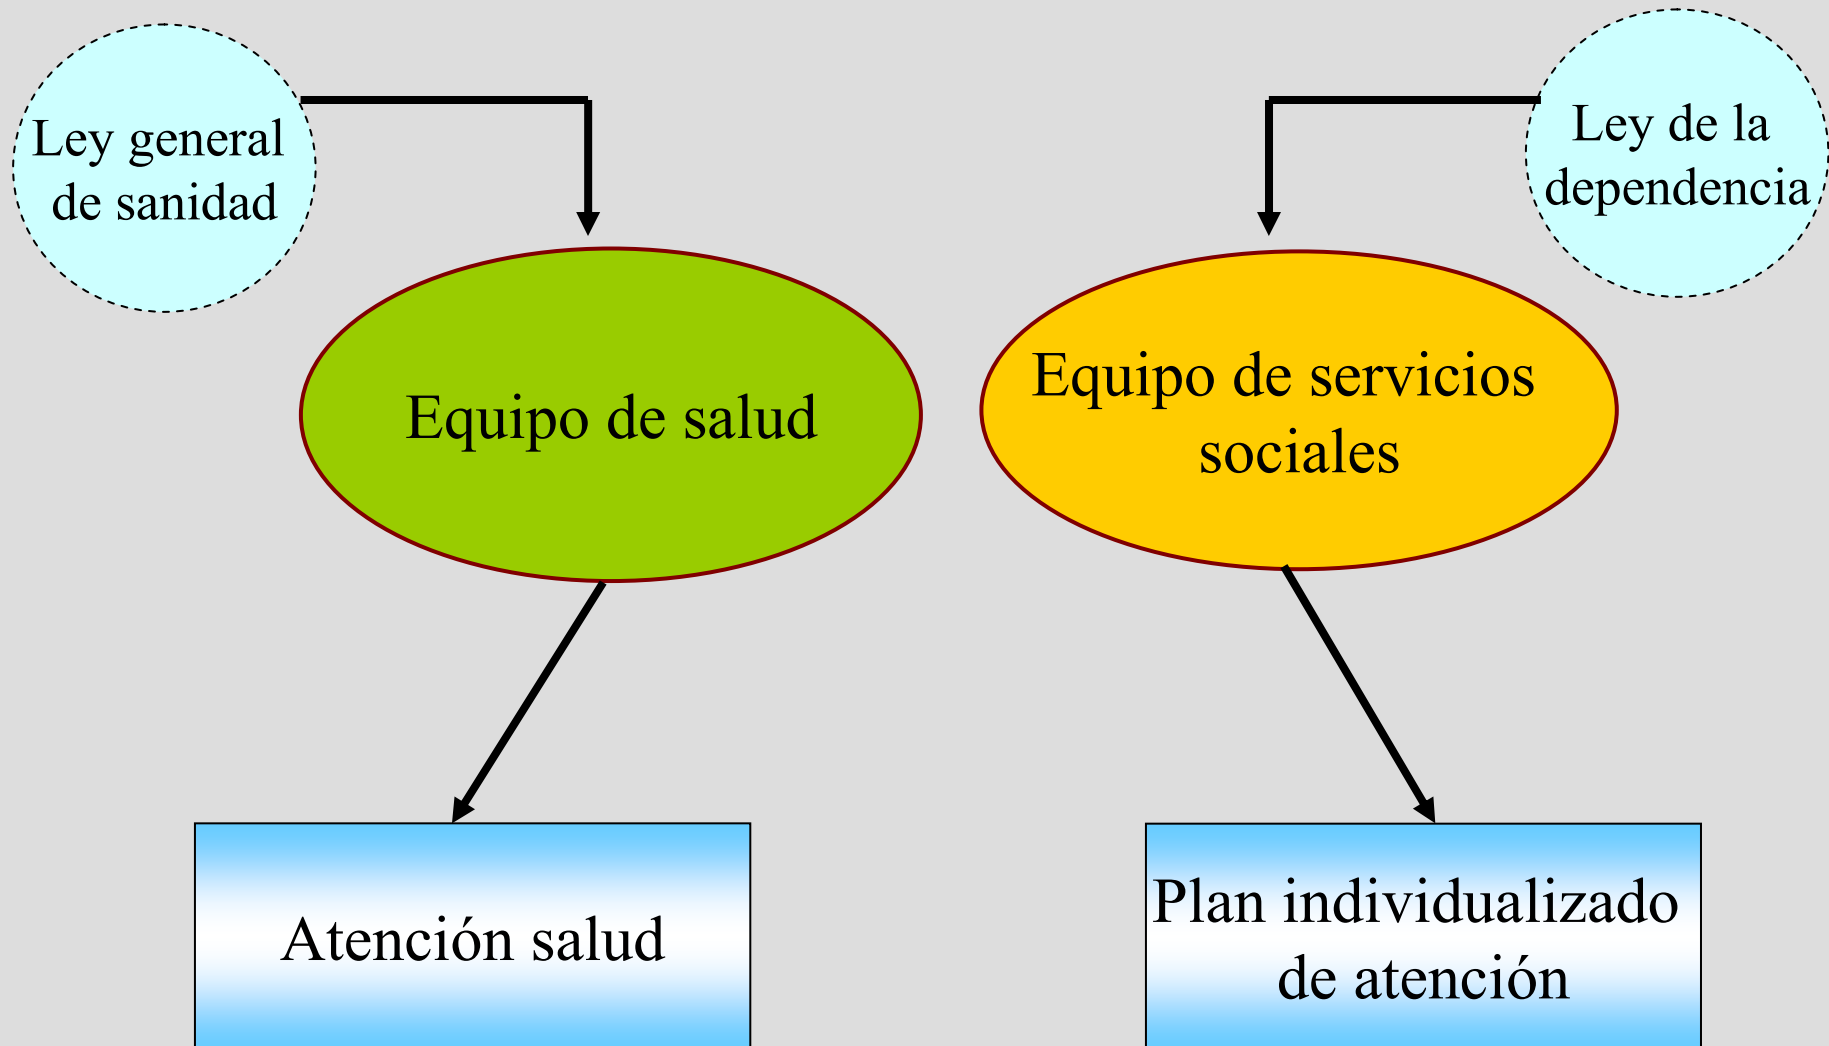 Ley general
de sanidad
Ley de la
dependencia
Equipo de salud
Equipo de servicios
sociales
Atención salud
Plan individualizado
de atención